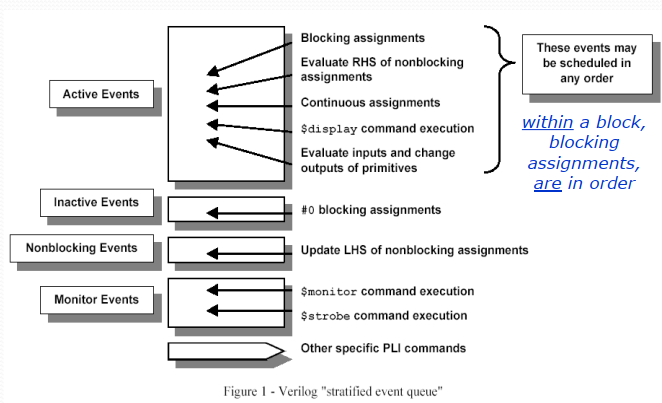 Active Events
Blocking assignments
Evaluate RHS of nonblocking
assignments
Continuous assignments
$display command execution
Evaluate inputs and change
outputs of primitives
These events may
be scheduled in
any order
within a block,
blocking
assignments,
are in order
Inactive Events
#0 blocking assignments
Nonblocking Events
Update LHS of nonblocking assignments
Monitor Events
$monitor command execution
$strobe command execution
Other specific PLI commands
Figure 1 - Verilog "stratified event queue"